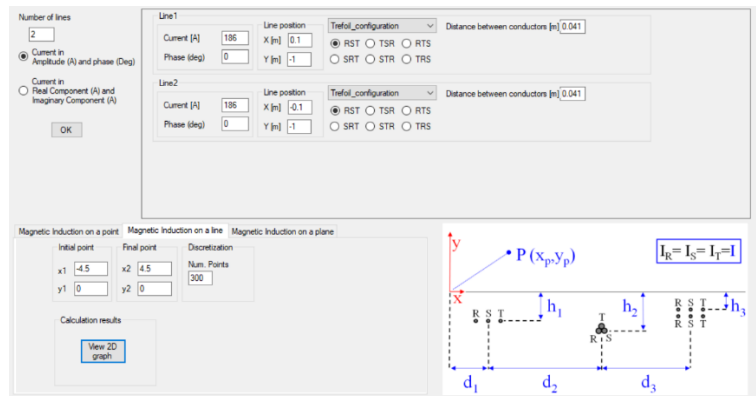 Number of lines
2
Current in
Amplitude (A) and phase (Deg)
Current in
Real Component (A) and
Imaginary Component (A)
OK
Line1
Current [A] 186
Phase (deg) 0
Line position
X [m] 0.1
Y [m] -1
Trefoil_configuration
RST TSR RTS
SRT STR TRS
Distance between conductors [m] 0.041
Line2
Current [A] 186
Phase (deg) 0
Line position
X [m] -0.1
Y [m] -1
Trefoil_configuration
RST TSR RTS
SRT STR TRS
Distance between conductors [m] 0.041
Magnetic Induction on a point Magnetic Induction on a line Magnetic Induction on a plane
Initial point
x1 -4.5
y1 0
Final point
x2 4.5
y2 0
Discretization
Num. Points
300
Calculation results
View 2D
graph
y
P (xp,yp)
IR= IS= IT=I
x
R S T
h1
T
R S
h2
R S T
R S T
h3
d1 d2 d3